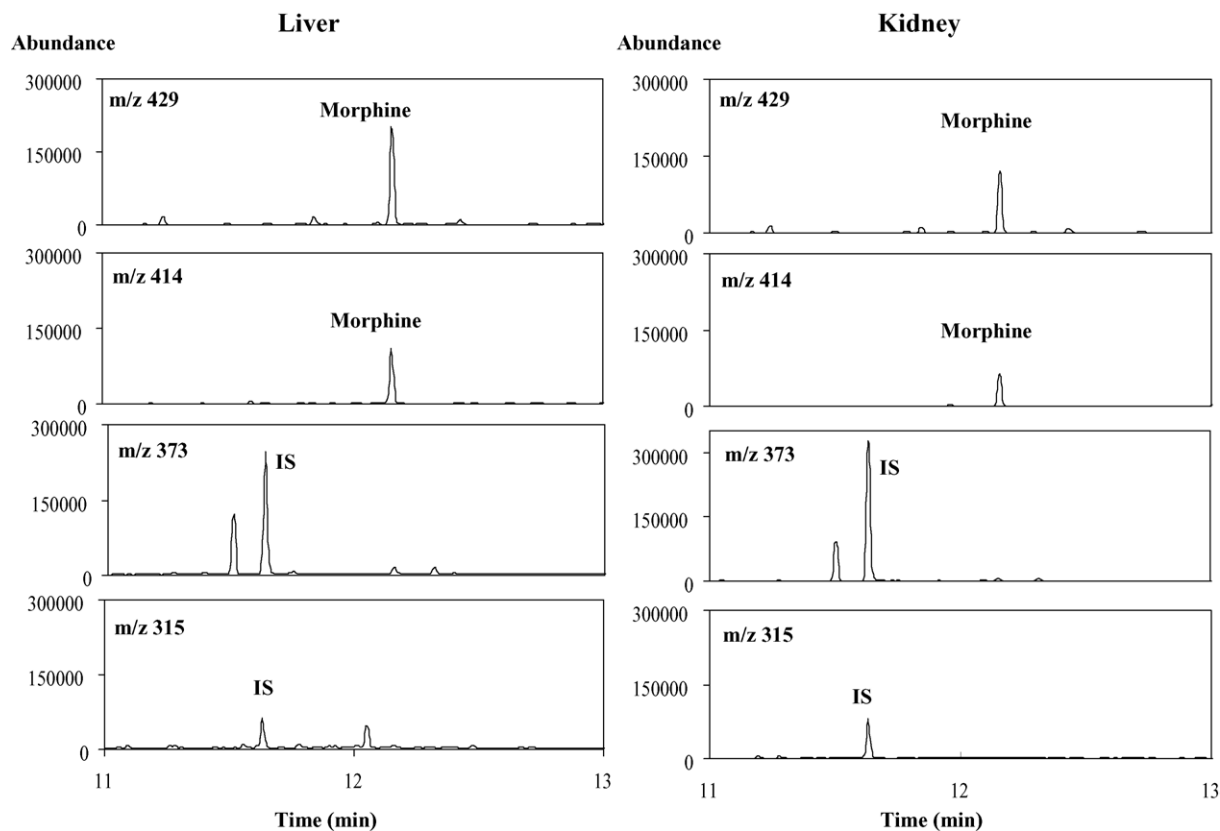 Liver
Abundance
300000
m/z 429
Morphine
150000
0
300000
m/z 414
Morphine
150000
0
300000
m/z 373
IS
150000
0
300000
m/z 315
150000
IS
0
11
12
13
Time (min)
Kidney
Abundance
300000
m/z 429
Morphine
150000
0
300000
m/z 414
150000
Morphine
0
300000
m/z 373
IS
150000
0
300000
m/z 315
150000
IS
0
11
12
13
Time (min)